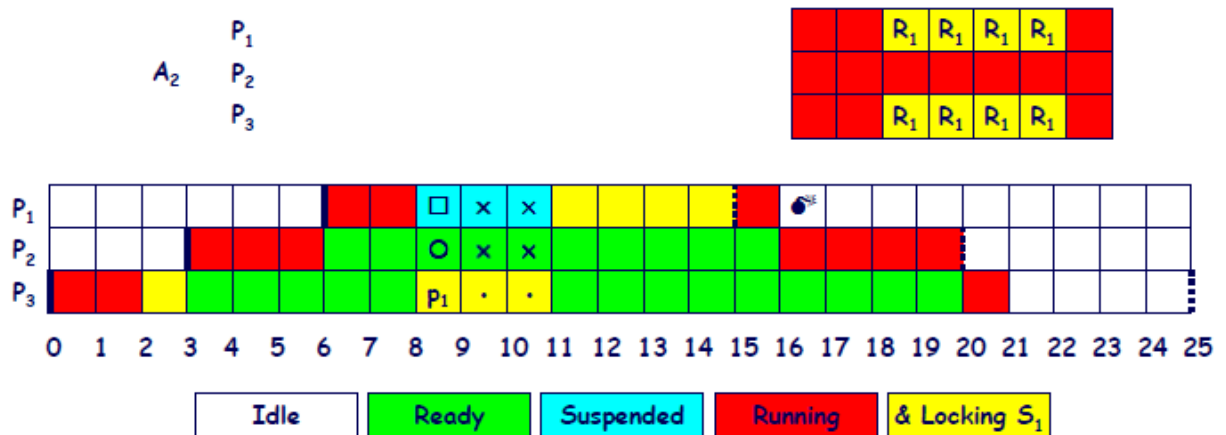 P₁
R₁ R₁ R₁ R₁
A₂ P₂
P₃
R₁ R₁ R₁ R₁
P₁ □ × ×
P₂ ○ × ×
P₃ p₁ · ·
0 1 2 3 4 5 6 7 8 9 10 11 12 13 14 15 16 17 18 19 20 21 22 23 24 25
Idle Ready Suspended Running & Locking S₁